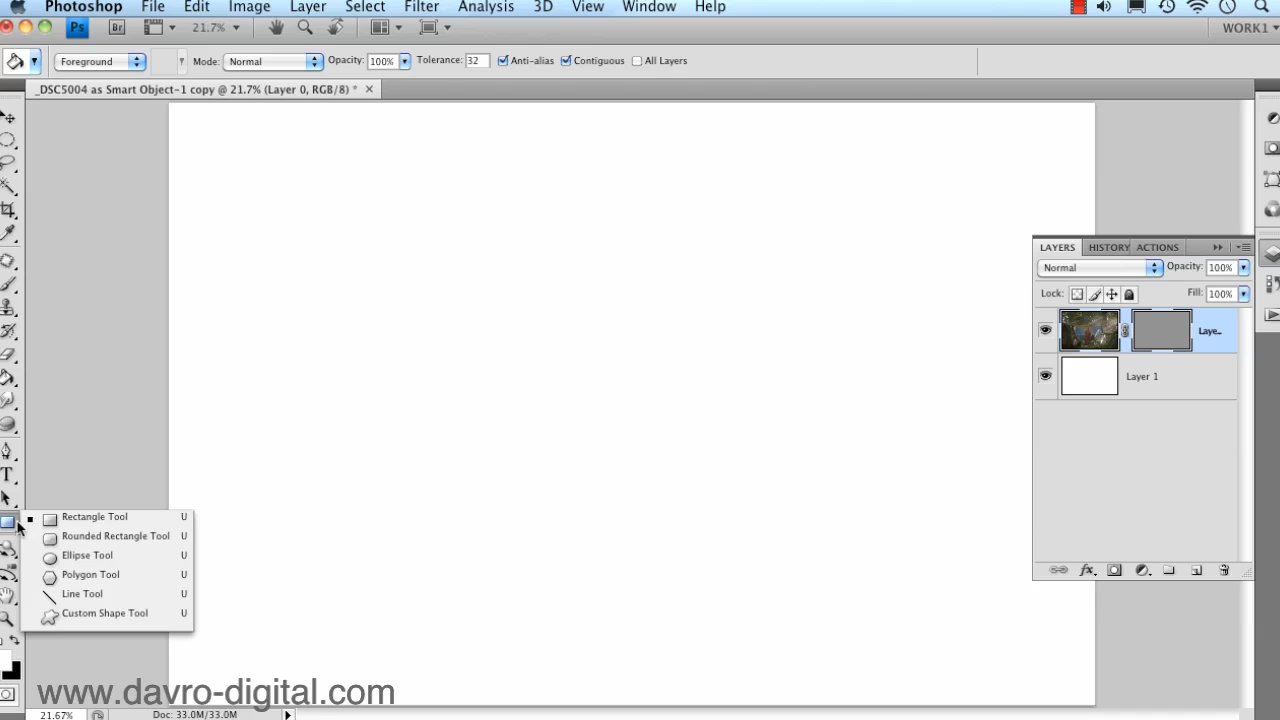 Photoshop File Edit Image Layer Select Filter Analysis 3D View Window Help
Ps Br 21.7% WORK1
Foreground Mode: Normal Opacity: 100% Tolerance: 32 Anti-alias Contiguous All Layers
_DSC5004 as Smart Object-1 copy @ 21.7% (Layer 0, RGB/8) *
LAYERS HISTORY ACTIONS
Normal Opacity: 100%
Lock: Fill: 100%
Laye...
Layer 1
T
Rectangle Tool U
Rounded Rectangle Tool U
Ellipse Tool U
Polygon Tool U
Line Tool U
Custom Shape Tool U
fx
www.davro-digital.com
21.67% Doc: 33.0M/33.0M